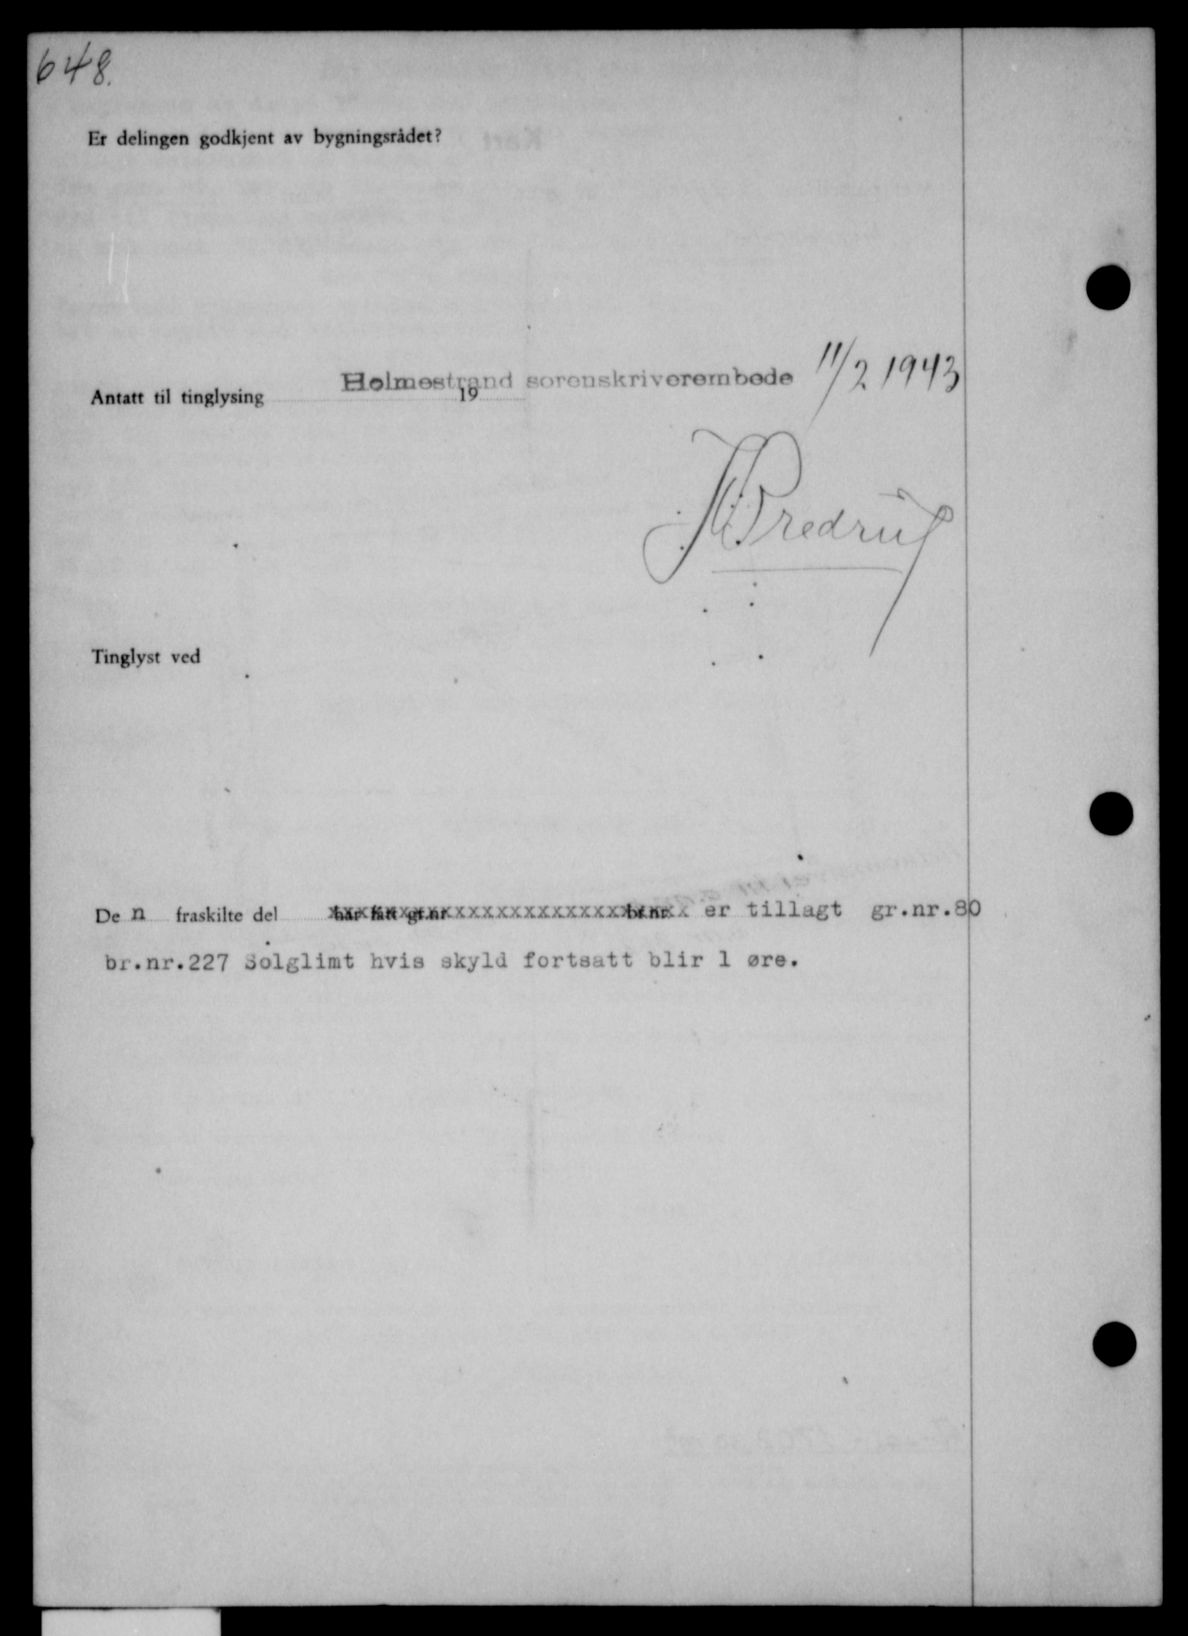 648.
Er delingen godkjent av bygningsrådet?
Antatt til tinglysing 19 Holmestrand sorenskriverembede 11/2 1943
Tinglyst ved
De n fraskilte del har fått gr.nr. br.nr. er tillagt gr.nr.80
br.nr.227 Solglimt hvis skyld fortsatt blir 1 øre.